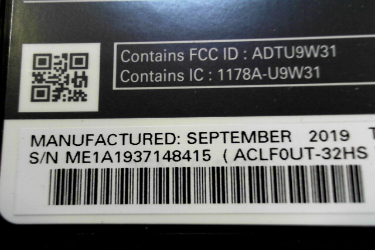 Contains FCC ID : ADTU9W31
Contains IC : 1178A-U9W31
MANUFACTURED: SEPTEMBER 2019 T
S/N ME1A1937148415 ( ACLF0UT-32HS